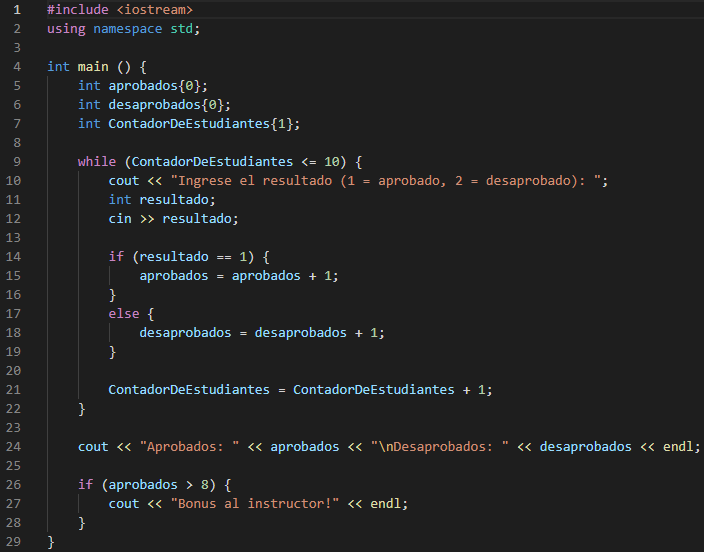 1 #include <iostream>
2 using namespace std;
3
4 int main () {
5     int aprobados{0};
6     int desaprobados{0};
7     int ContadorDeEstudiantes{1};
8
9     while (ContadorDeEstudiantes <= 10) {
10         cout << "Ingrese el resultado (1 = aprobado, 2 = desaprobado): ";
11         int resultado;
12         cin >> resultado;
13
14         if (resultado == 1) {
15             aprobados = aprobados + 1;
16         }
17         else {
18             desaprobados = desaprobados + 1;
19         }
20
21         ContadorDeEstudiantes = ContadorDeEstudiantes + 1;
22     }
23
24     cout << "Aprobados: " << aprobados << "\nDesaprobados: " << desaprobados << endl;
25
26     if (aprobados > 8) {
27         cout << "Bonus al instructor!" << endl;
28     }
29 }